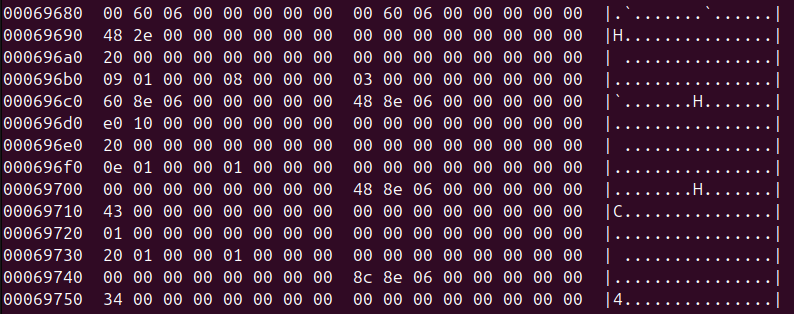 00069680  00 60 06 00 00 00 00 00  00 60 06 00 00 00 00 00  |.`.......`......|
00069690  48 2e 00 00 00 00 00 00  00 00 00 00 00 00 00 00  |H...............|
000696a0  20 00 00 00 00 00 00 00  00 00 00 00 00 00 00 00  | ...............|
000696b0  09 01 00 00 08 00 00 00  03 00 00 00 00 00 00 00  |................|
000696c0  60 8e 06 00 00 00 00 00  48 8e 06 00 00 00 00 00  |`.......H.......|
000696d0  e0 10 00 00 00 00 00 00  00 00 00 00 00 00 00 00  |................|
000696e0  20 00 00 00 00 00 00 00  00 00 00 00 00 00 00 00  | ...............|
000696f0  0e 01 00 00 01 00 00 00  00 00 00 00 00 00 00 00  |................|
00069700  00 00 00 00 00 00 00 00  48 8e 06 00 00 00 00 00  |........H.......|
00069710  43 00 00 00 00 00 00 00  00 00 00 00 00 00 00 00  |C...............|
00069720  01 00 00 00 00 00 00 00  00 00 00 00 00 00 00 00  |................|
00069730  20 01 00 00 01 00 00 00  00 00 00 00 00 00 00 00  | ...............|
00069740  00 00 00 00 00 00 00 00  8c 8e 06 00 00 00 00 00  |................|
00069750  34 00 00 00 00 00 00 00  00 00 00 00 00 00 00 00  |4...............|